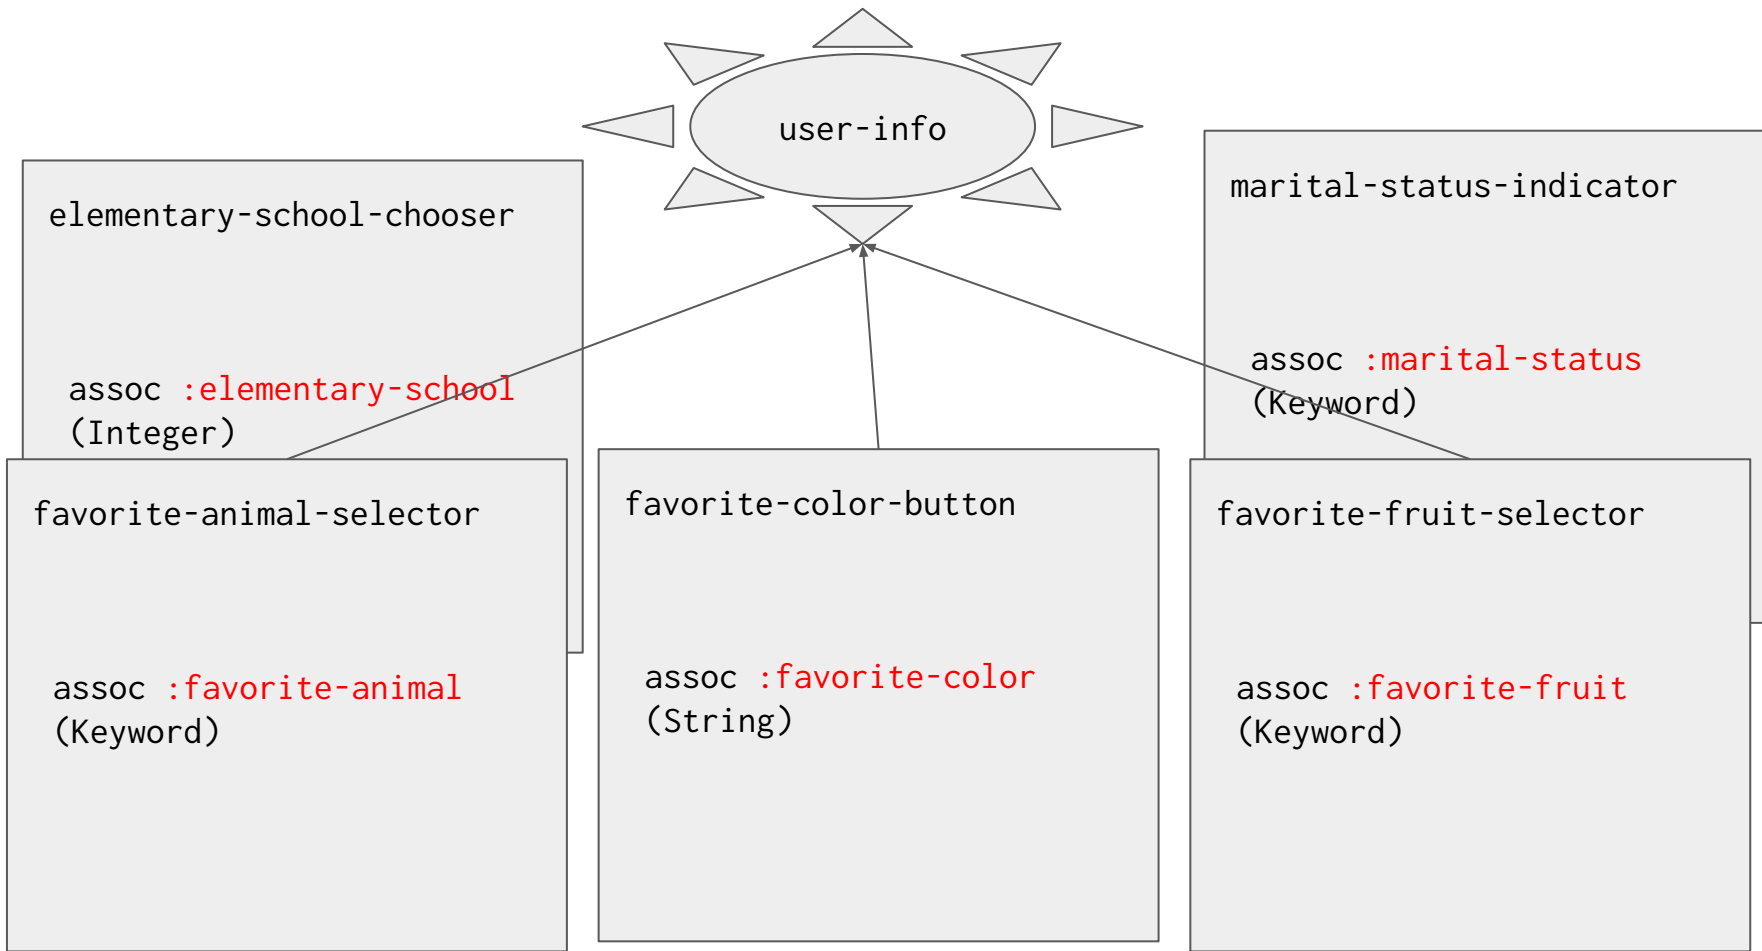 user-info
elementary-school-chooser
assoc :elementary-school
(Integer)
marital-status-indicator
assoc :marital-status
(Keyword)
favorite-animal-selector
assoc :favorite-animal
(Keyword)
favorite-color-button
assoc :favorite-color
(String)
favorite-fruit-selector
assoc :favorite-fruit
(Keyword)